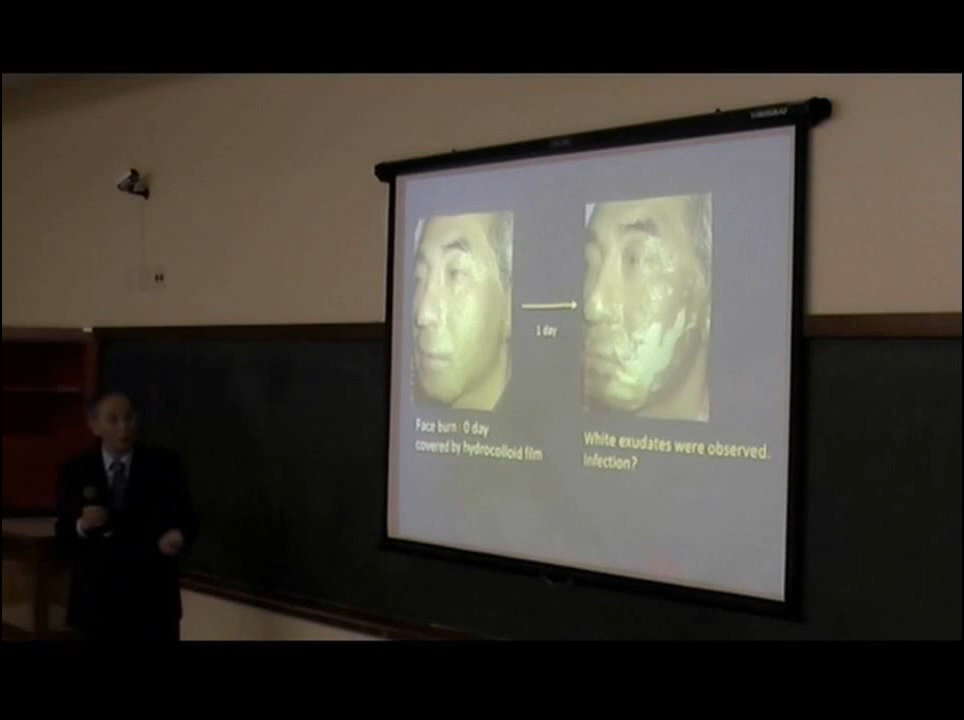 1 day
Face burn : 0 day
covered by hydrocolloid film
White exudates were observed.
Infection?